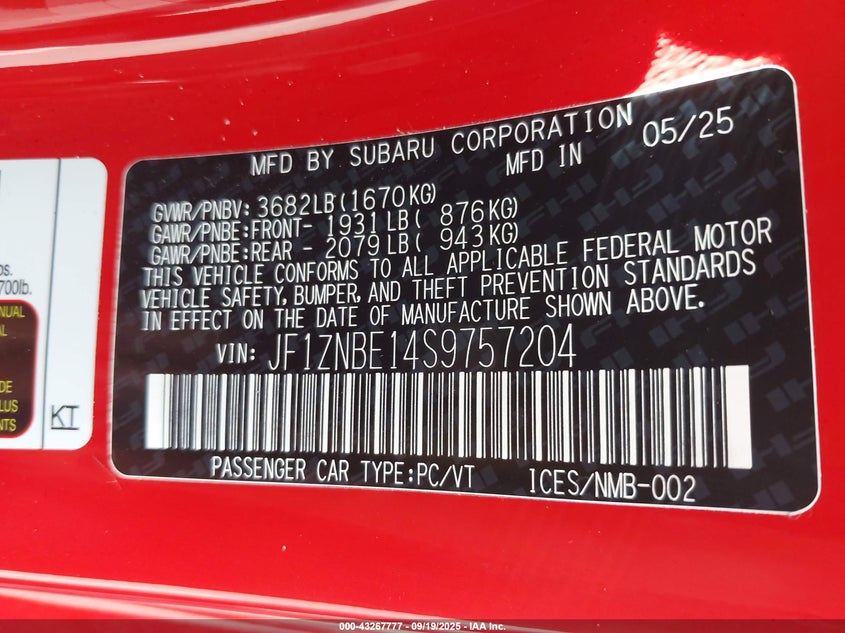 MFD BY SUBARU CORPORATION
MFD IN 05/25
GVWR/PNBV: 3682LB(1670KG)
GAWR/PNBE:FRONT- 1931LB( 876KG)
GAWR/PNBE:REAR - 2079LB( 943KG)
THIS VEHICLE CONFORMS TO ALL APPLICABLE FEDERAL MOTOR
VEHICLE SAFETY, BUMPER, AND THEFT PREVENTION STANDARDS
IN EFFECT ON THE DATE OF MANUFACTURE SHOWN ABOVE.
VIN: JF1ZNBE14S9757204
PASSENGER CAR TYPE:PC/VT ICES/NMB-002
700lb.
KT
000-43267777 - 09/19/2025 - IAA Inc.